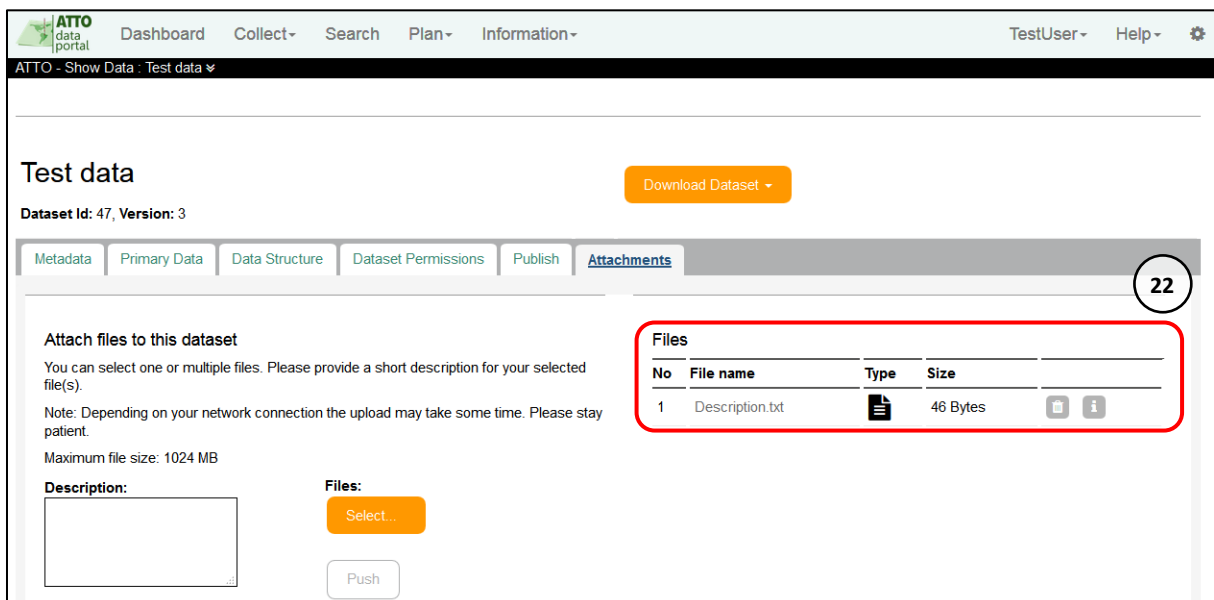 ATTO
data
portal
Dashboard Collect Search Plan Information TestUser Help
ATTO - Show Data : Test data
Test data
Download Dataset
Dataset Id: 47, Version: 3
Metadata Primary Data Data Structure Dataset Permissions Publish Attachments
22
Attach files to this dataset
You can select one or multiple files. Please provide a short description for your selected
file(s).
Note: Depending on your network connection the upload may take some time. Please stay
patient.
Maximum file size: 1024 MB
Description:
Files:
Select...
Push
Files
No File name Type Size
1 Description.txt 46 Bytes